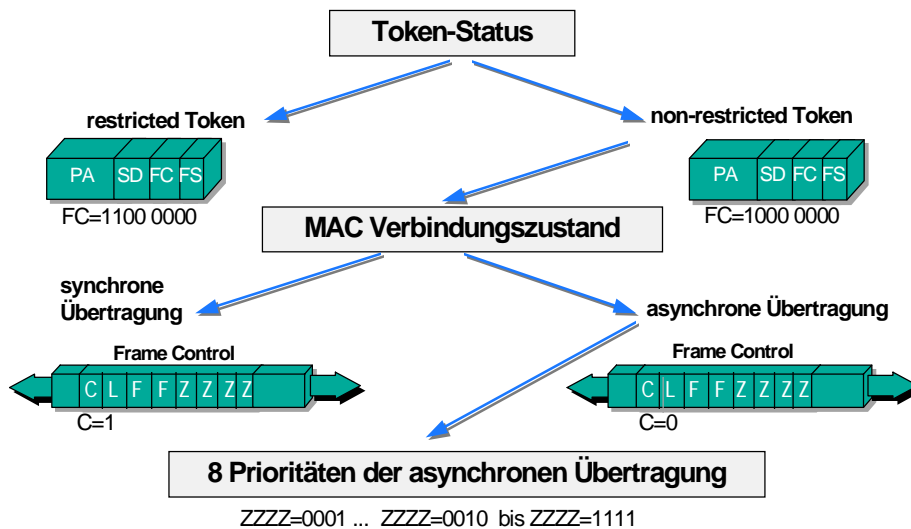 Token-Status
restricted Token
non-restricted Token
PA SD FC FS
PA SD FC FS
FC=1100 0000
FC=1000 0000
MAC Verbindungszustand
synchrone
Übertragung
asynchrone Übertragung
Frame Control
Frame Control
C L F F Z Z Z Z
C L F F Z Z Z Z
C=1
C=0
8 Prioritäten der asynchronen Übertragung
ZZZZ=0001 ... ZZZZ=0010 bis ZZZZ=1111